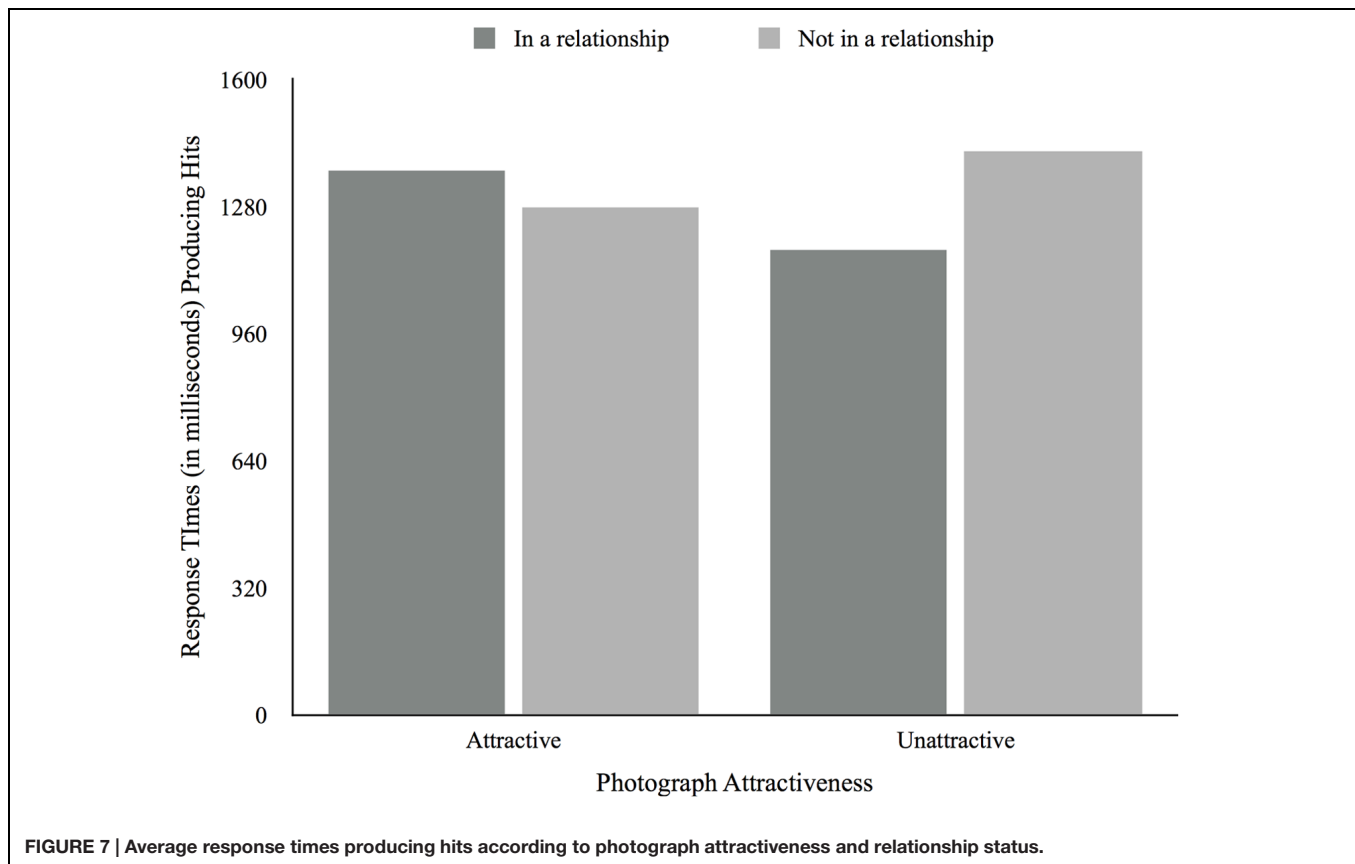 In a relationship
Not in a relationship
Response TImes (in milliseconds) Producing Hits
1600
1280
960
640
320
0
Attractive
Unattractive
Photograph Attractiveness
FIGURE 7 | Average response times producing hits according to photograph attractiveness and relationship status.